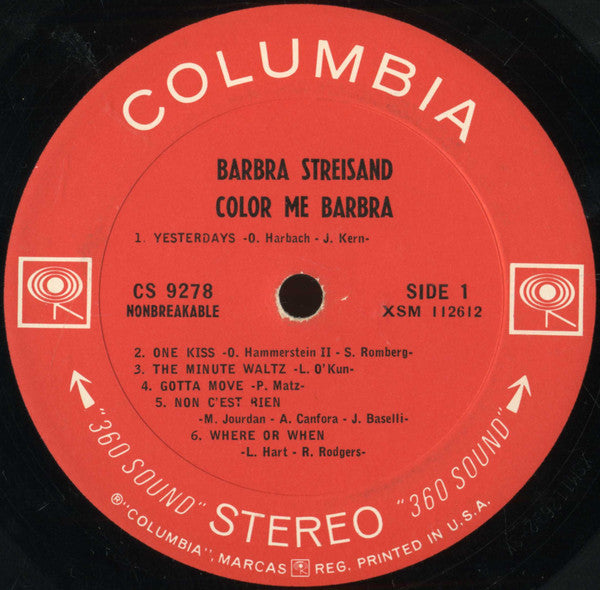 COLUMBIA
BARBRA STREISAND
COLOR ME BARBRA
1. YESTERDAYS -O. Harbach - J. Kern-
CS 9278
NONBREAKABLE
SIDE 1
XSM 112612
2. ONE KISS -O. Hammerstein II - S. Romberg-
3. THE MINUTE WALTZ -L. O'Kun-
4. GOTTA MOVE -P. Matz-
5. NON C'EST RIEN
-M. Jourdan - A. Canfora - J. Baselli-
6. WHERE OR WHEN
-L. Hart - R. Rodgers-
"360 SOUND" STEREO "360 SOUND"
®"COLUMBIA", MARCAS REG. PRINTED IN U.S.A.